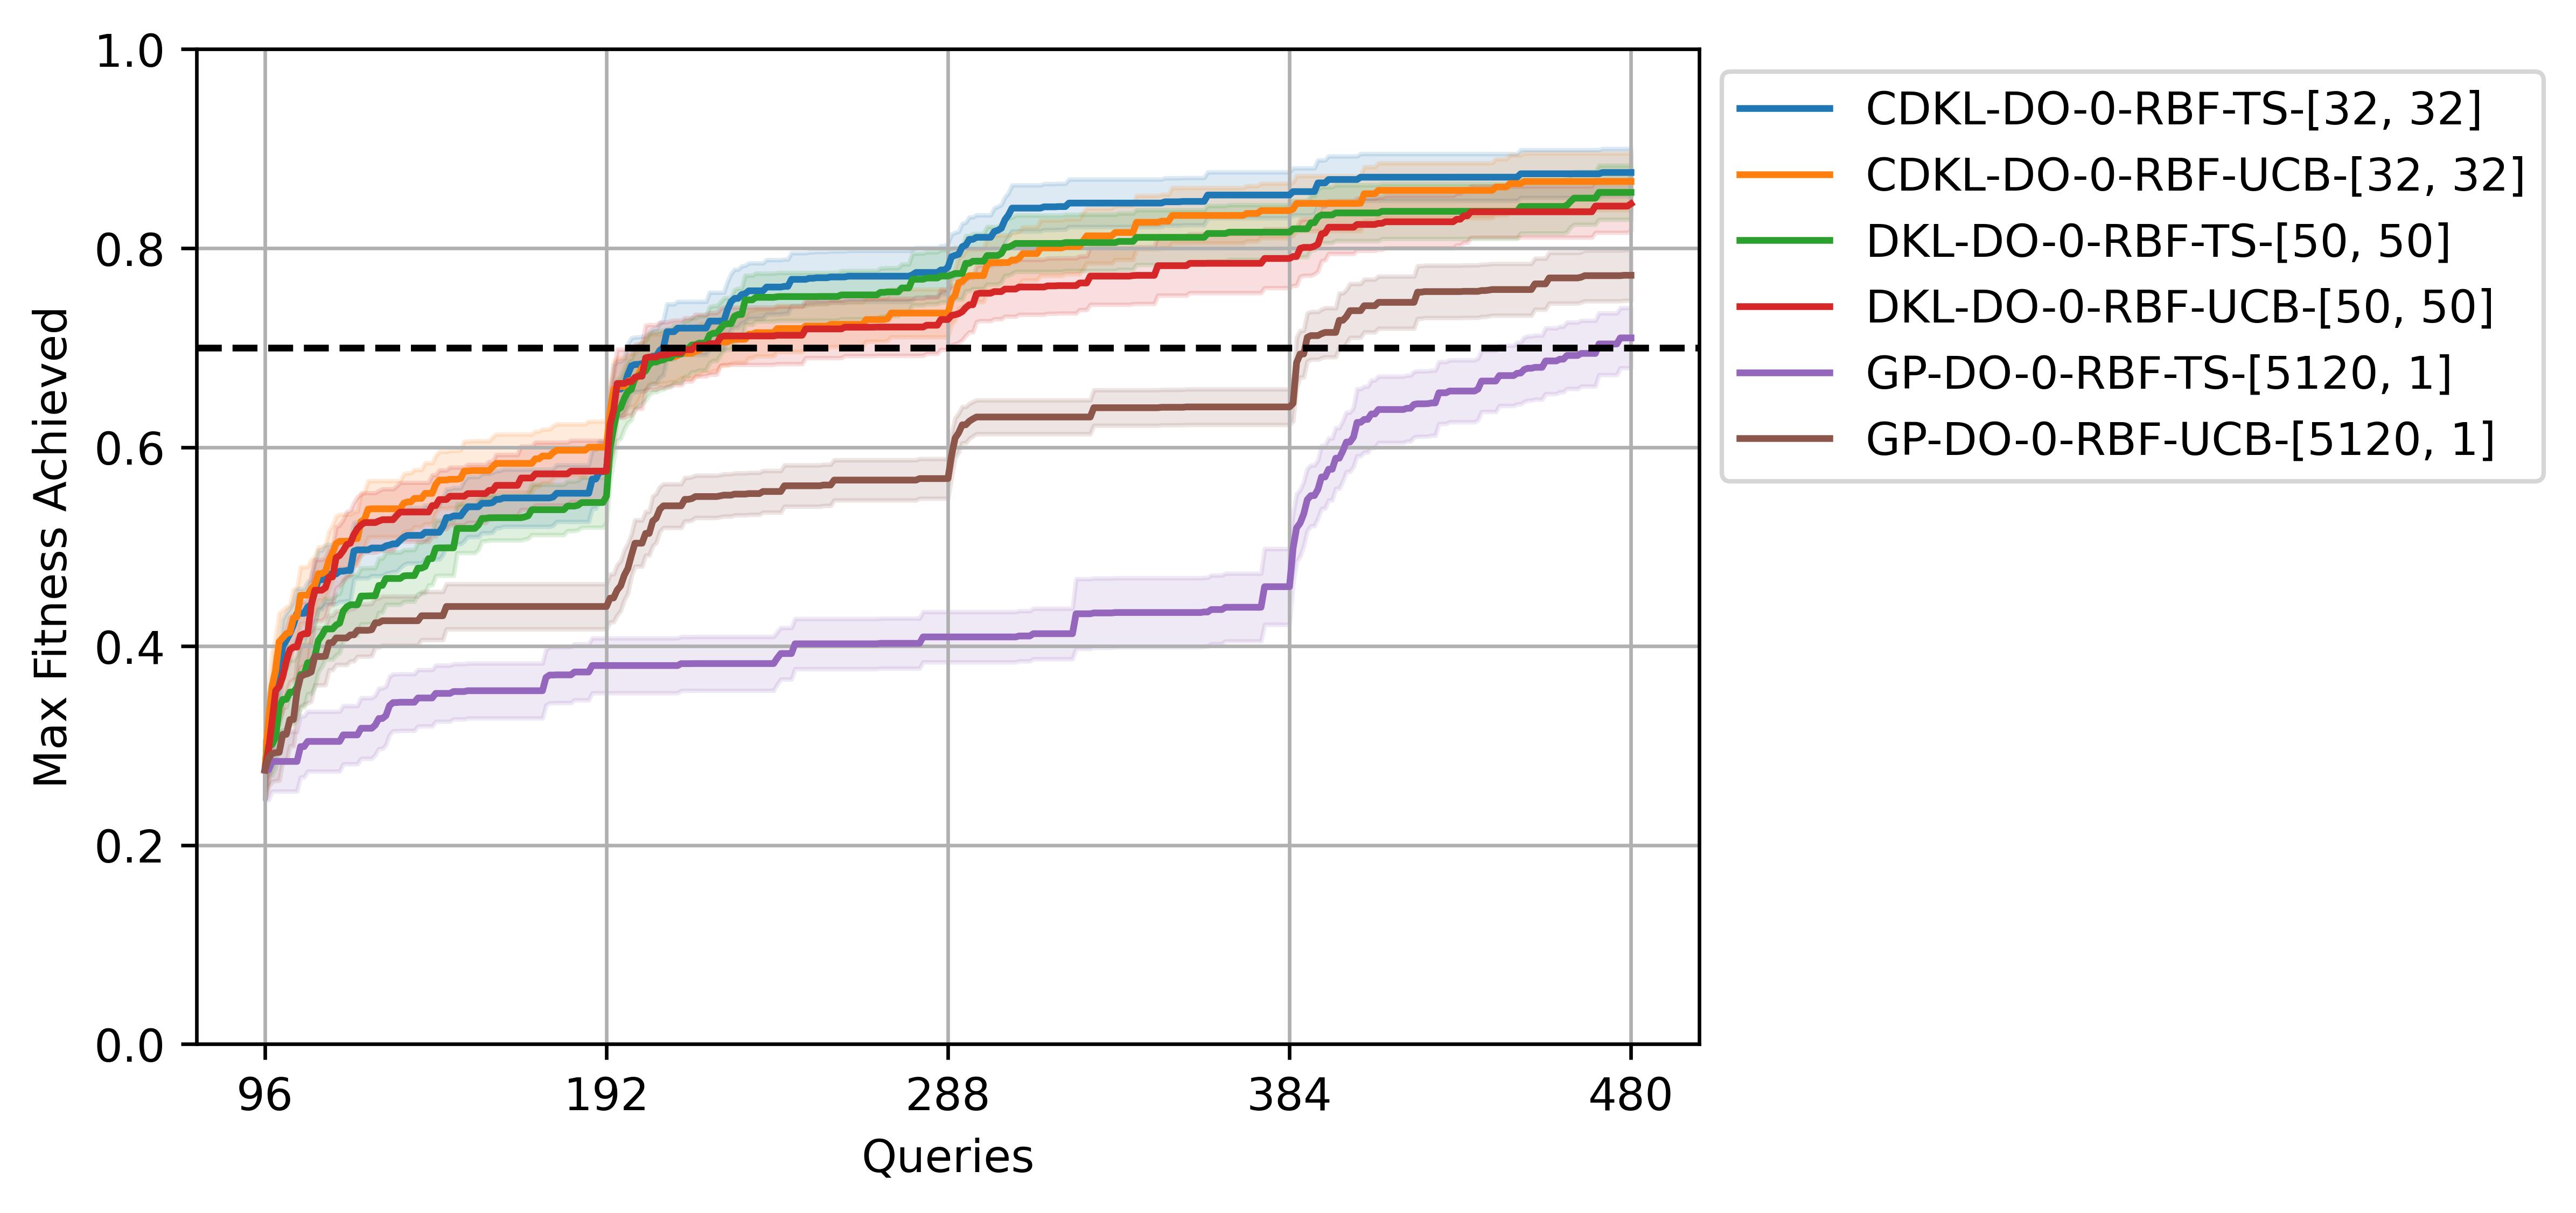 1.0
0.8
0.6
0.4
0.2
0.0
Max Fitness Achieved
96 192 288 384 480
Queries
CDKL-DO-0-RBF-TS-[32, 32]
CDKL-DO-0-RBF-UCB-[32, 32]
DKL-DO-0-RBF-TS-[50, 50]
DKL-DO-0-RBF-UCB-[50, 50]
GP-DO-0-RBF-TS-[5120, 1]
GP-DO-0-RBF-UCB-[5120, 1]